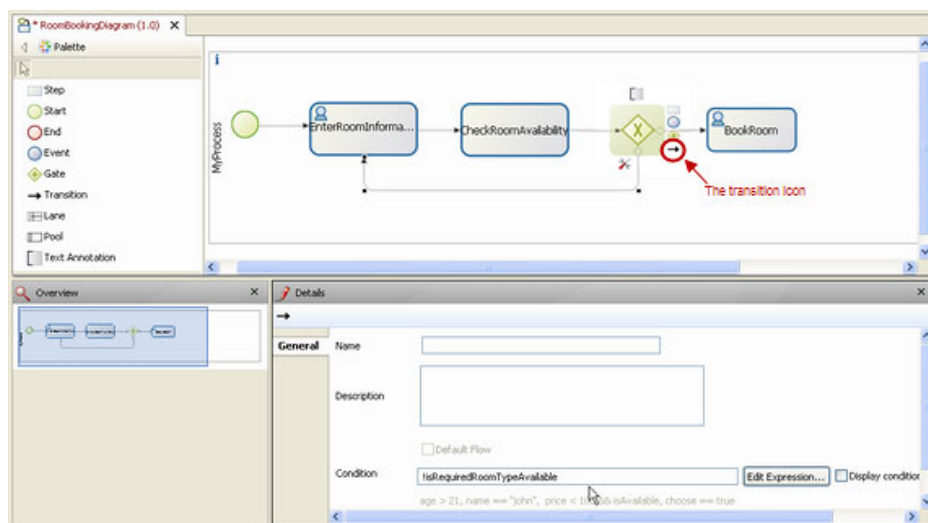 * RoomBookingDiagram (1.0)
Palette
Step
Start
End
Event
Gate
Transition
Lane
Pool
Text Annotation
MyProcess
EnterRoomInforma...
CheckRoomAvailability
BookRoom
The transition icon
Overview
Details
General
Name
Description
Default Flow
Condition
!isRequiredRoomTypeAvailable
Edit Expression...
Display condition
age > 21, name == "john", price < && isAvailable, choose == true